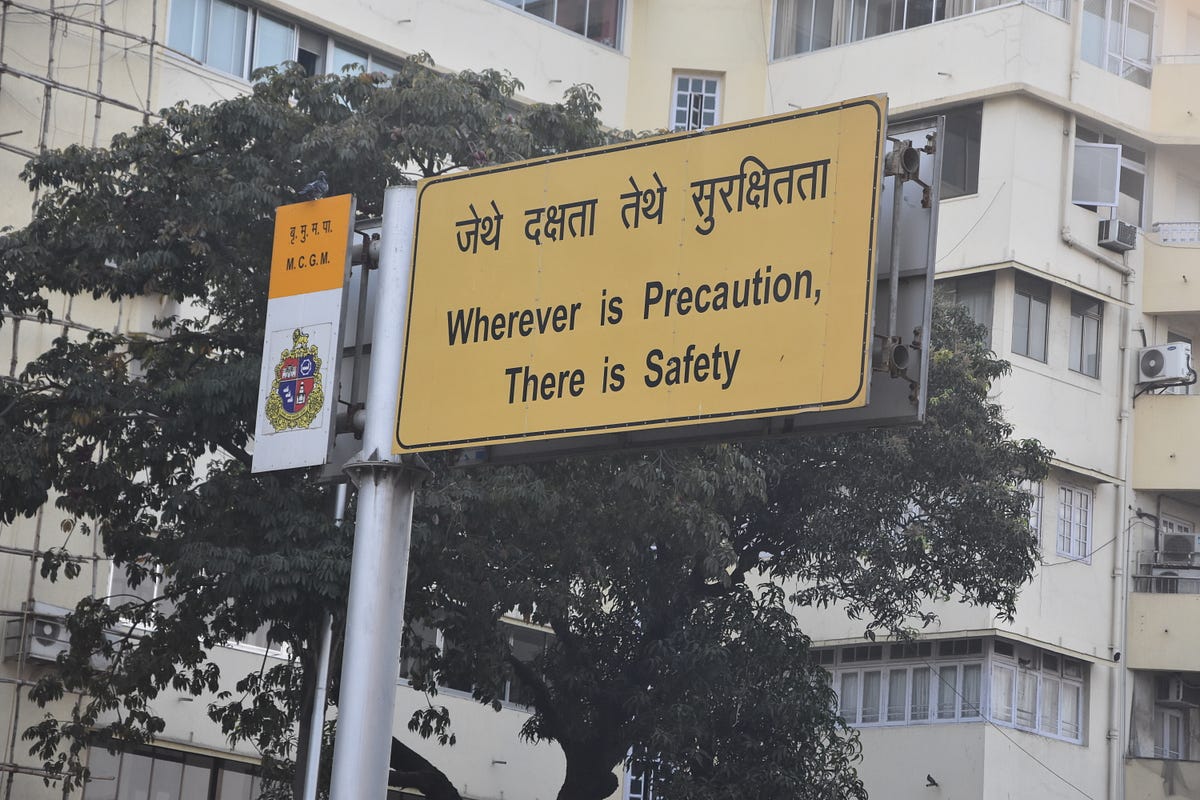 बृ. मु. म. पा.
M. C. G. M.
जेथे दक्षता तेथे सुरक्षितता
Wherever is Precaution,
There is Safety